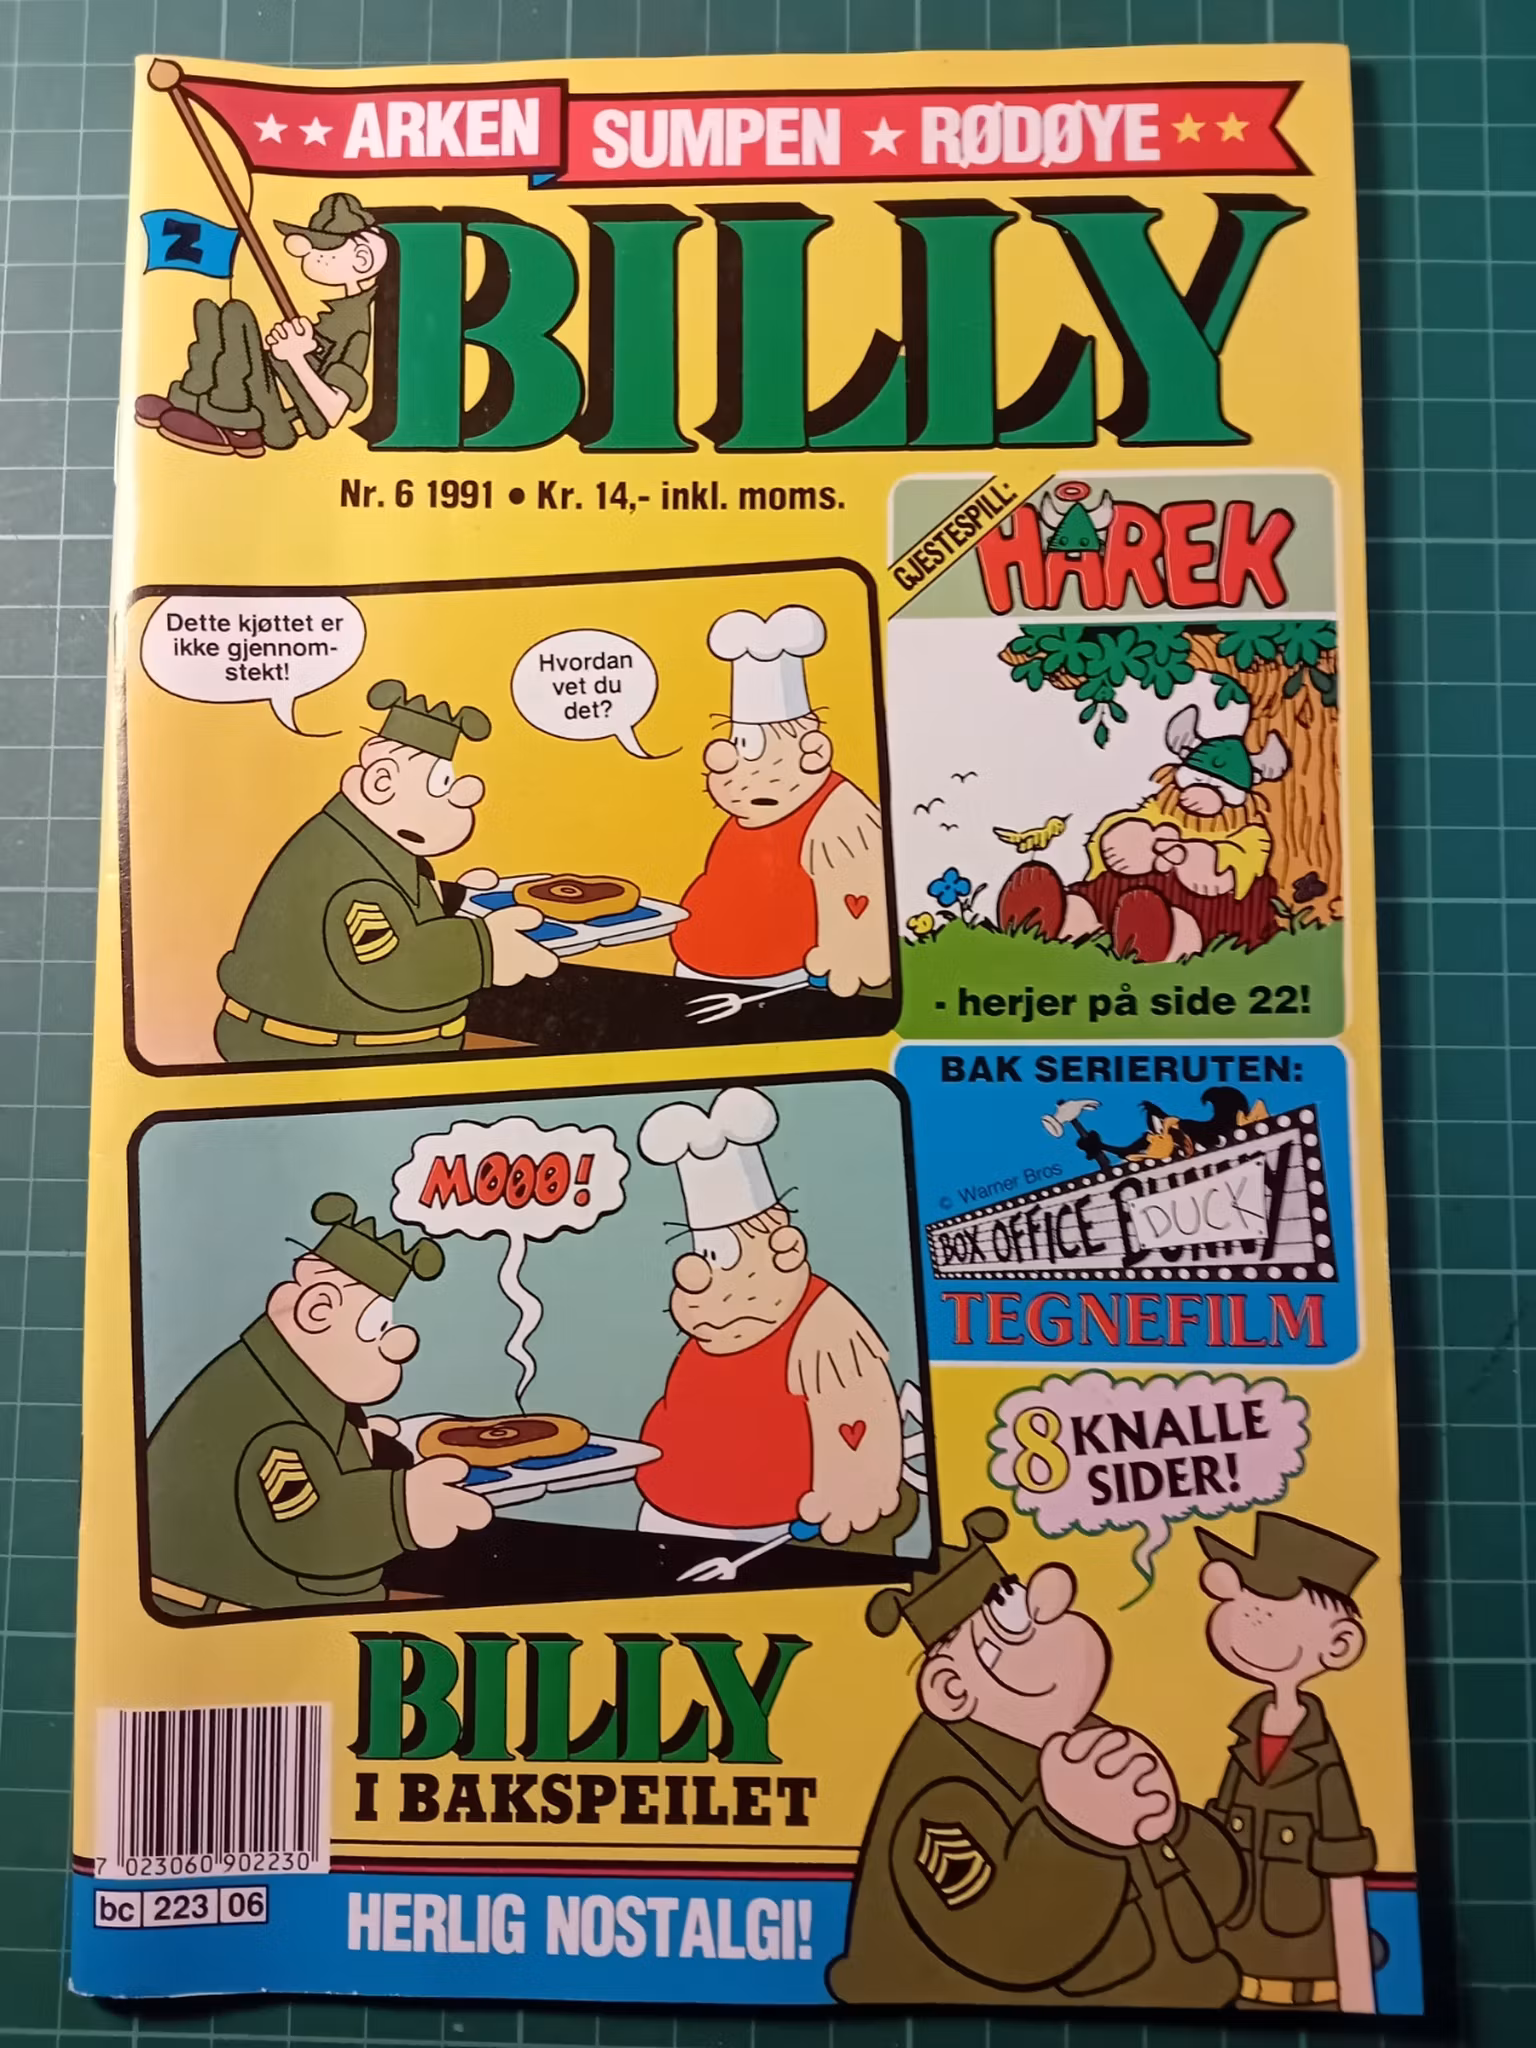 ★★ ARKEN SUMPEN ★ RØDØYE ★★
Z
BILLY
Nr. 6 1991 • Kr. 14,- inkl. moms.
GJESTESPILL:
HÅREK
Dette kjøttet er
ikke gjennom-
stekt!
Hvordan
vet du
det?
- herjer på side 22!
BAK SERIERUTEN:
© Warner Bros
BOX OFFICE BUNNY
DUCK
TEGNEFILM
MØØØ!
8 KNALLE
SIDER!
BILLY
I BAKSPEILET
7 023060 902230
bc 223 06
HERLIG NOSTALGI!